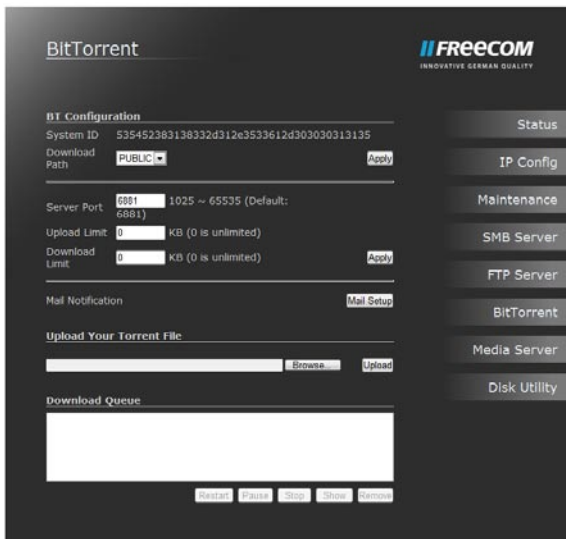 BitTorrent
FREECOM
INNOVATIVE GERMAN QUALITY
BT Configuration
System ID 535452383138332d312e3533612d303030313135
Download Path PUBLIC Apply
Server Port 6881 1025 ~ 65535 (Default: 6881)
Upload Limit 0 KB (0 is unlimited)
Download Limit 0 KB (0 is unlimited) Apply
Mail Notification Mail Setup
Upload Your Torrent File
Browse... Upload
Download Queue
Restart Pause Stop Show Remove
Status
IP Config
Maintenance
SMB Server
FTP Server
BitTorrent
Media Server
Disk Utility